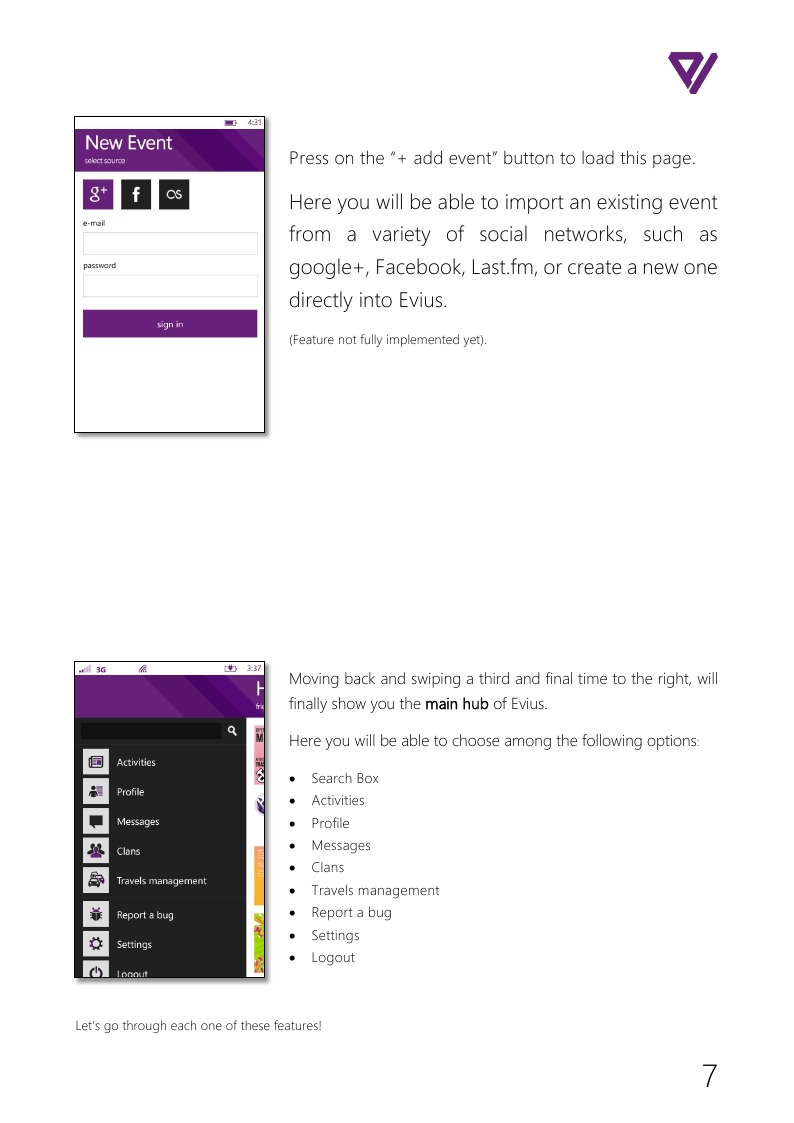 4:31
New Event
select source
g+ f
e-mail
password
sign in
Press on the “+ add event” button to load this page.
Here you will be able to import an existing event
from a variety of social networks, such as
google+, Facebook, Last.fm, or create a new one
directly into Evius.
(Feature not fully implemented yet).
3G 3:37
H
Activities
Profile
Messages
Clans
Travels management
Report a bug
Settings
Logout
Moving back and swiping a third and final time to the right, will
finally show you the main hub of Evius.
Here you will be able to choose among the following options:
• Search Box
• Activities
• Profile
• Messages
• Clans
• Travels management
• Report a bug
• Settings
• Logout
Let’s go through each one of these features!
7